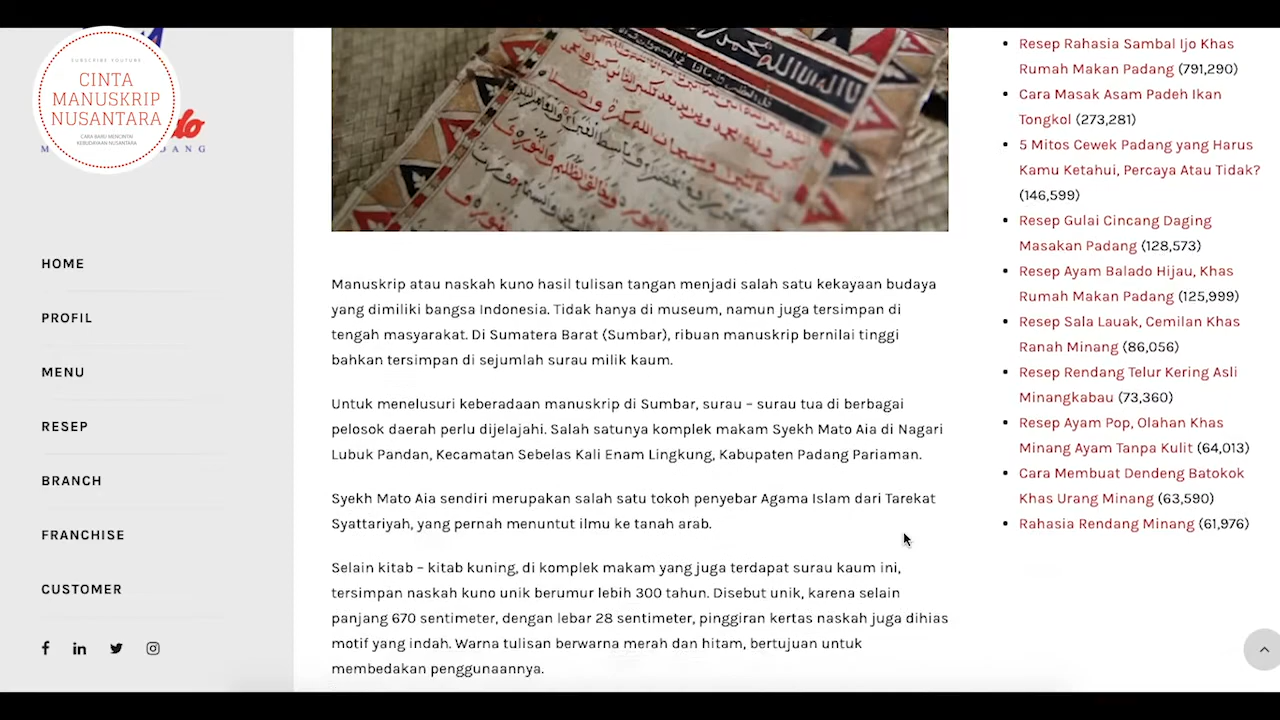 SUBSCRIBE YOUTUBE
CINTA
MANUSKRIP
NUSANTARA
CARA BARU MENCINTAI
KEBUDAYAAN NUSANTARA
HOME
PROFIL
MENU
RESEP
BRANCH
FRANCHISE
CUSTOMER
Manuskrip atau naskah kuno hasil tulisan tangan menjadi salah satu kekayaan budaya
yang dimiliki bangsa Indonesia. Tidak hanya di museum, namun juga tersimpan di
tengah masyarakat. Di Sumatera Barat (Sumbar), ribuan manuskrip bernilai tinggi
bahkan tersimpan di sejumlah surau milik kaum.
Untuk menelusuri keberadaan manuskrip di Sumbar, surau – surau tua di berbagai
pelosok daerah perlu dijelajahi. Salah satunya komplek makam Syekh Mato Aia di Nagari
Lubuk Pandan, Kecamatan Sebelas Kali Enam Lingkung, Kabupaten Padang Pariaman.
Syekh Mato Aia sendiri merupakan salah satu tokoh penyebar Agama Islam dari Tarekat
Syattariyah, yang pernah menuntut ilmu ke tanah arab.
Selain kitab – kitab kuning, di komplek makam yang juga terdapat surau kaum ini,
tersimpan naskah kuno unik berumur lebih 300 tahun. Disebut unik, karena selain
panjang 670 sentimeter, dengan lebar 28 sentimeter, pinggiran kertas naskah juga dihias
motif yang indah. Warna tulisan berwarna merah dan hitam, bertujuan untuk
membedakan penggunaannya.
Resep Rahasia Sambal Ijo Khas
Rumah Makan Padang (791,290)
Cara Masak Asam Padeh Ikan
Tongkol (273,281)
5 Mitos Cewek Padang yang Harus
Kamu Ketahui, Percaya Atau Tidak?
(146,599)
Resep Gulai Cincang Daging
Masakan Padang (128,573)
Resep Ayam Balado Hijau, Khas
Rumah Makan Padang (125,999)
Resep Sala Lauak, Cemilan Khas
Ranah Minang (86,056)
Resep Rendang Telur Kering Asli
Minangkabau (73,360)
Resep Ayam Pop, Olahan Khas
Minang Ayam Tanpa Kulit (64,013)
Cara Membuat Dendeng Batokok
Khas Urang Minang (63,590)
Rahasia Rendang Minang (61,976)